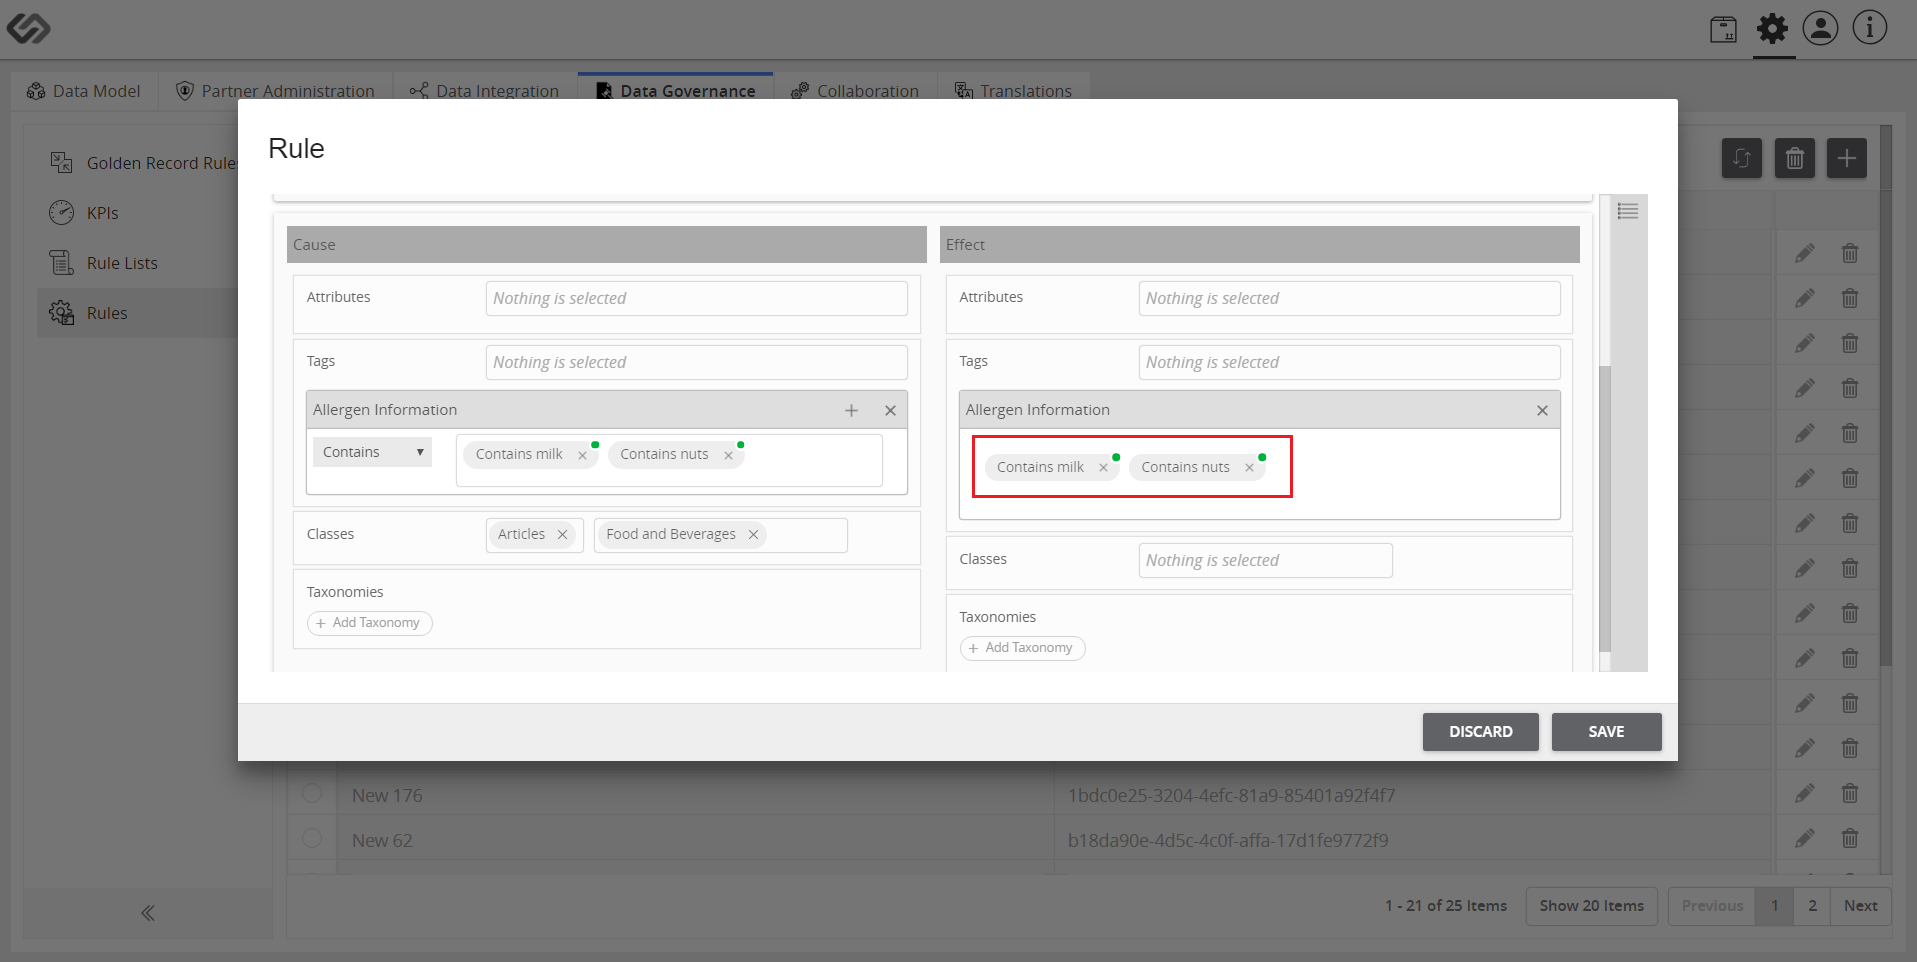 Data Model
Partner Administration
Data Integration
Data Governance
Collaboration
Translations
Golden Record Rules
KPIs
Rule Lists
Rules
Rule
Cause
Attributes
Nothing is selected
Tags
Nothing is selected
Allergen Information
Contains
Contains milk
Contains nuts
Classes
Articles
Food and Beverages
Taxonomies
+ Add Taxonomy
Effect
Attributes
Nothing is selected
Tags
Nothing is selected
Allergen Information
Contains milk
Contains nuts
Classes
Nothing is selected
Taxonomies
+ Add Taxonomy
DISCARD
SAVE
New 176
1bdc0e25-3204-4efc-81a9-85401a92f4f7
New 62
b18da90e-4d5c-4c0f-affa-17d1fe9772f9
1 - 21 of 25 Items
Show 20 Items
Previous
1
2
Next